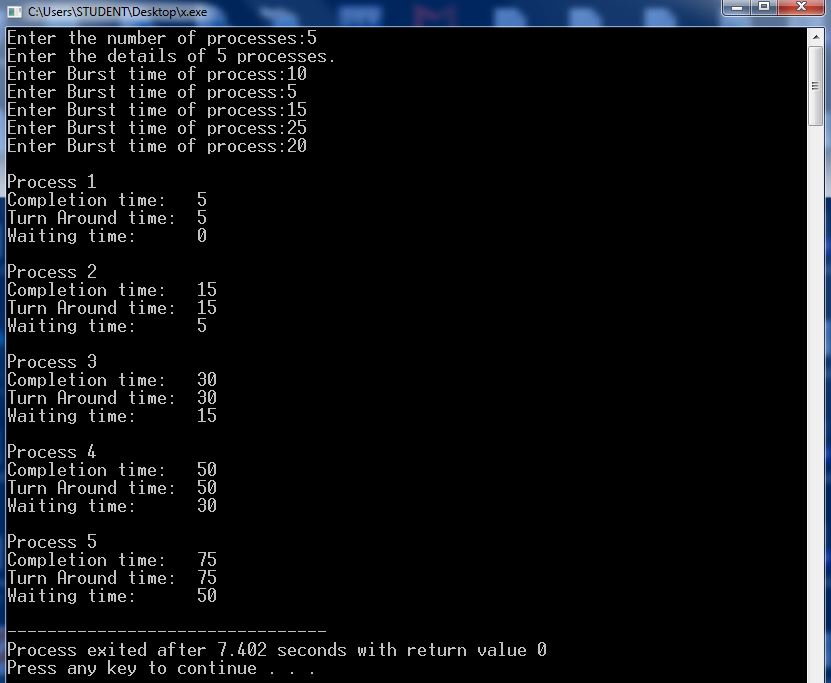 C:\Users\STUDENT\Desktop\x.exe
Enter the number of processes:5
Enter the details of 5 processes.
Enter Burst time of process:10
Enter Burst time of process:5
Enter Burst time of process:15
Enter Burst time of process:25
Enter Burst time of process:20
Process 1
Completion time:   5
Turn Around time:  5
Waiting time:      0
Process 2
Completion time:   15
Turn Around time:  15
Waiting time:      5
Process 3
Completion time:   30
Turn Around time:  30
Waiting time:      15
Process 4
Completion time:   50
Turn Around time:  50
Waiting time:      30
Process 5
Completion time:   75
Turn Around time:  75
Waiting time:      50
--------------------------------
Process exited after 7.402 seconds with return value 0
Press any key to continue . . .